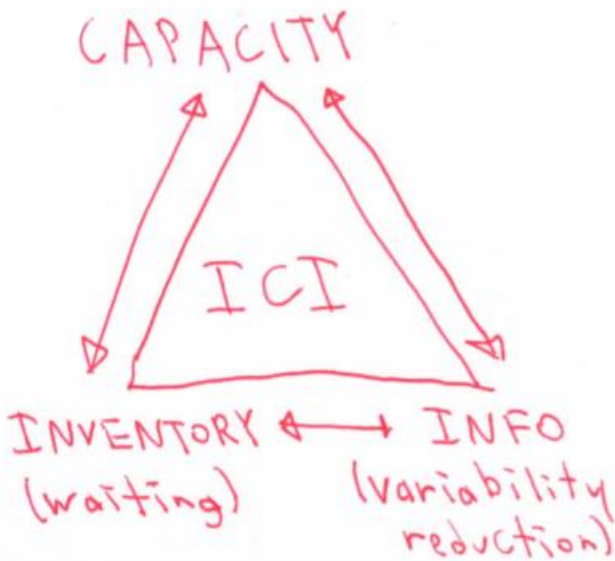 CAPACITY
ICI
INVENTORY
INFO
(waiting)
(variability
reduction)